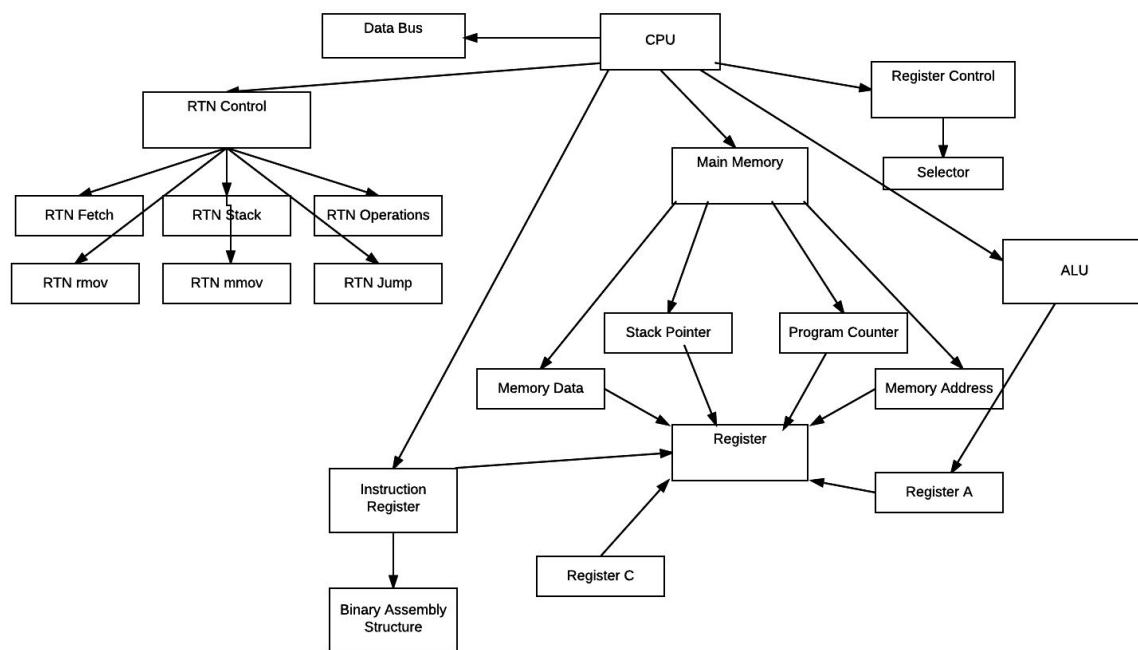 Data Bus
CPU
Register Control
RTN Control
Main Memory
Selector
RTN Fetch
RTN Stack
RTN Operations
ALU
RTN rmov
RTN mmov
RTN Jump
Stack Pointer
Program Counter
Memory Data
Memory Address
Register
Instruction
Register
Register A
Register C
Binary Assembly
Structure